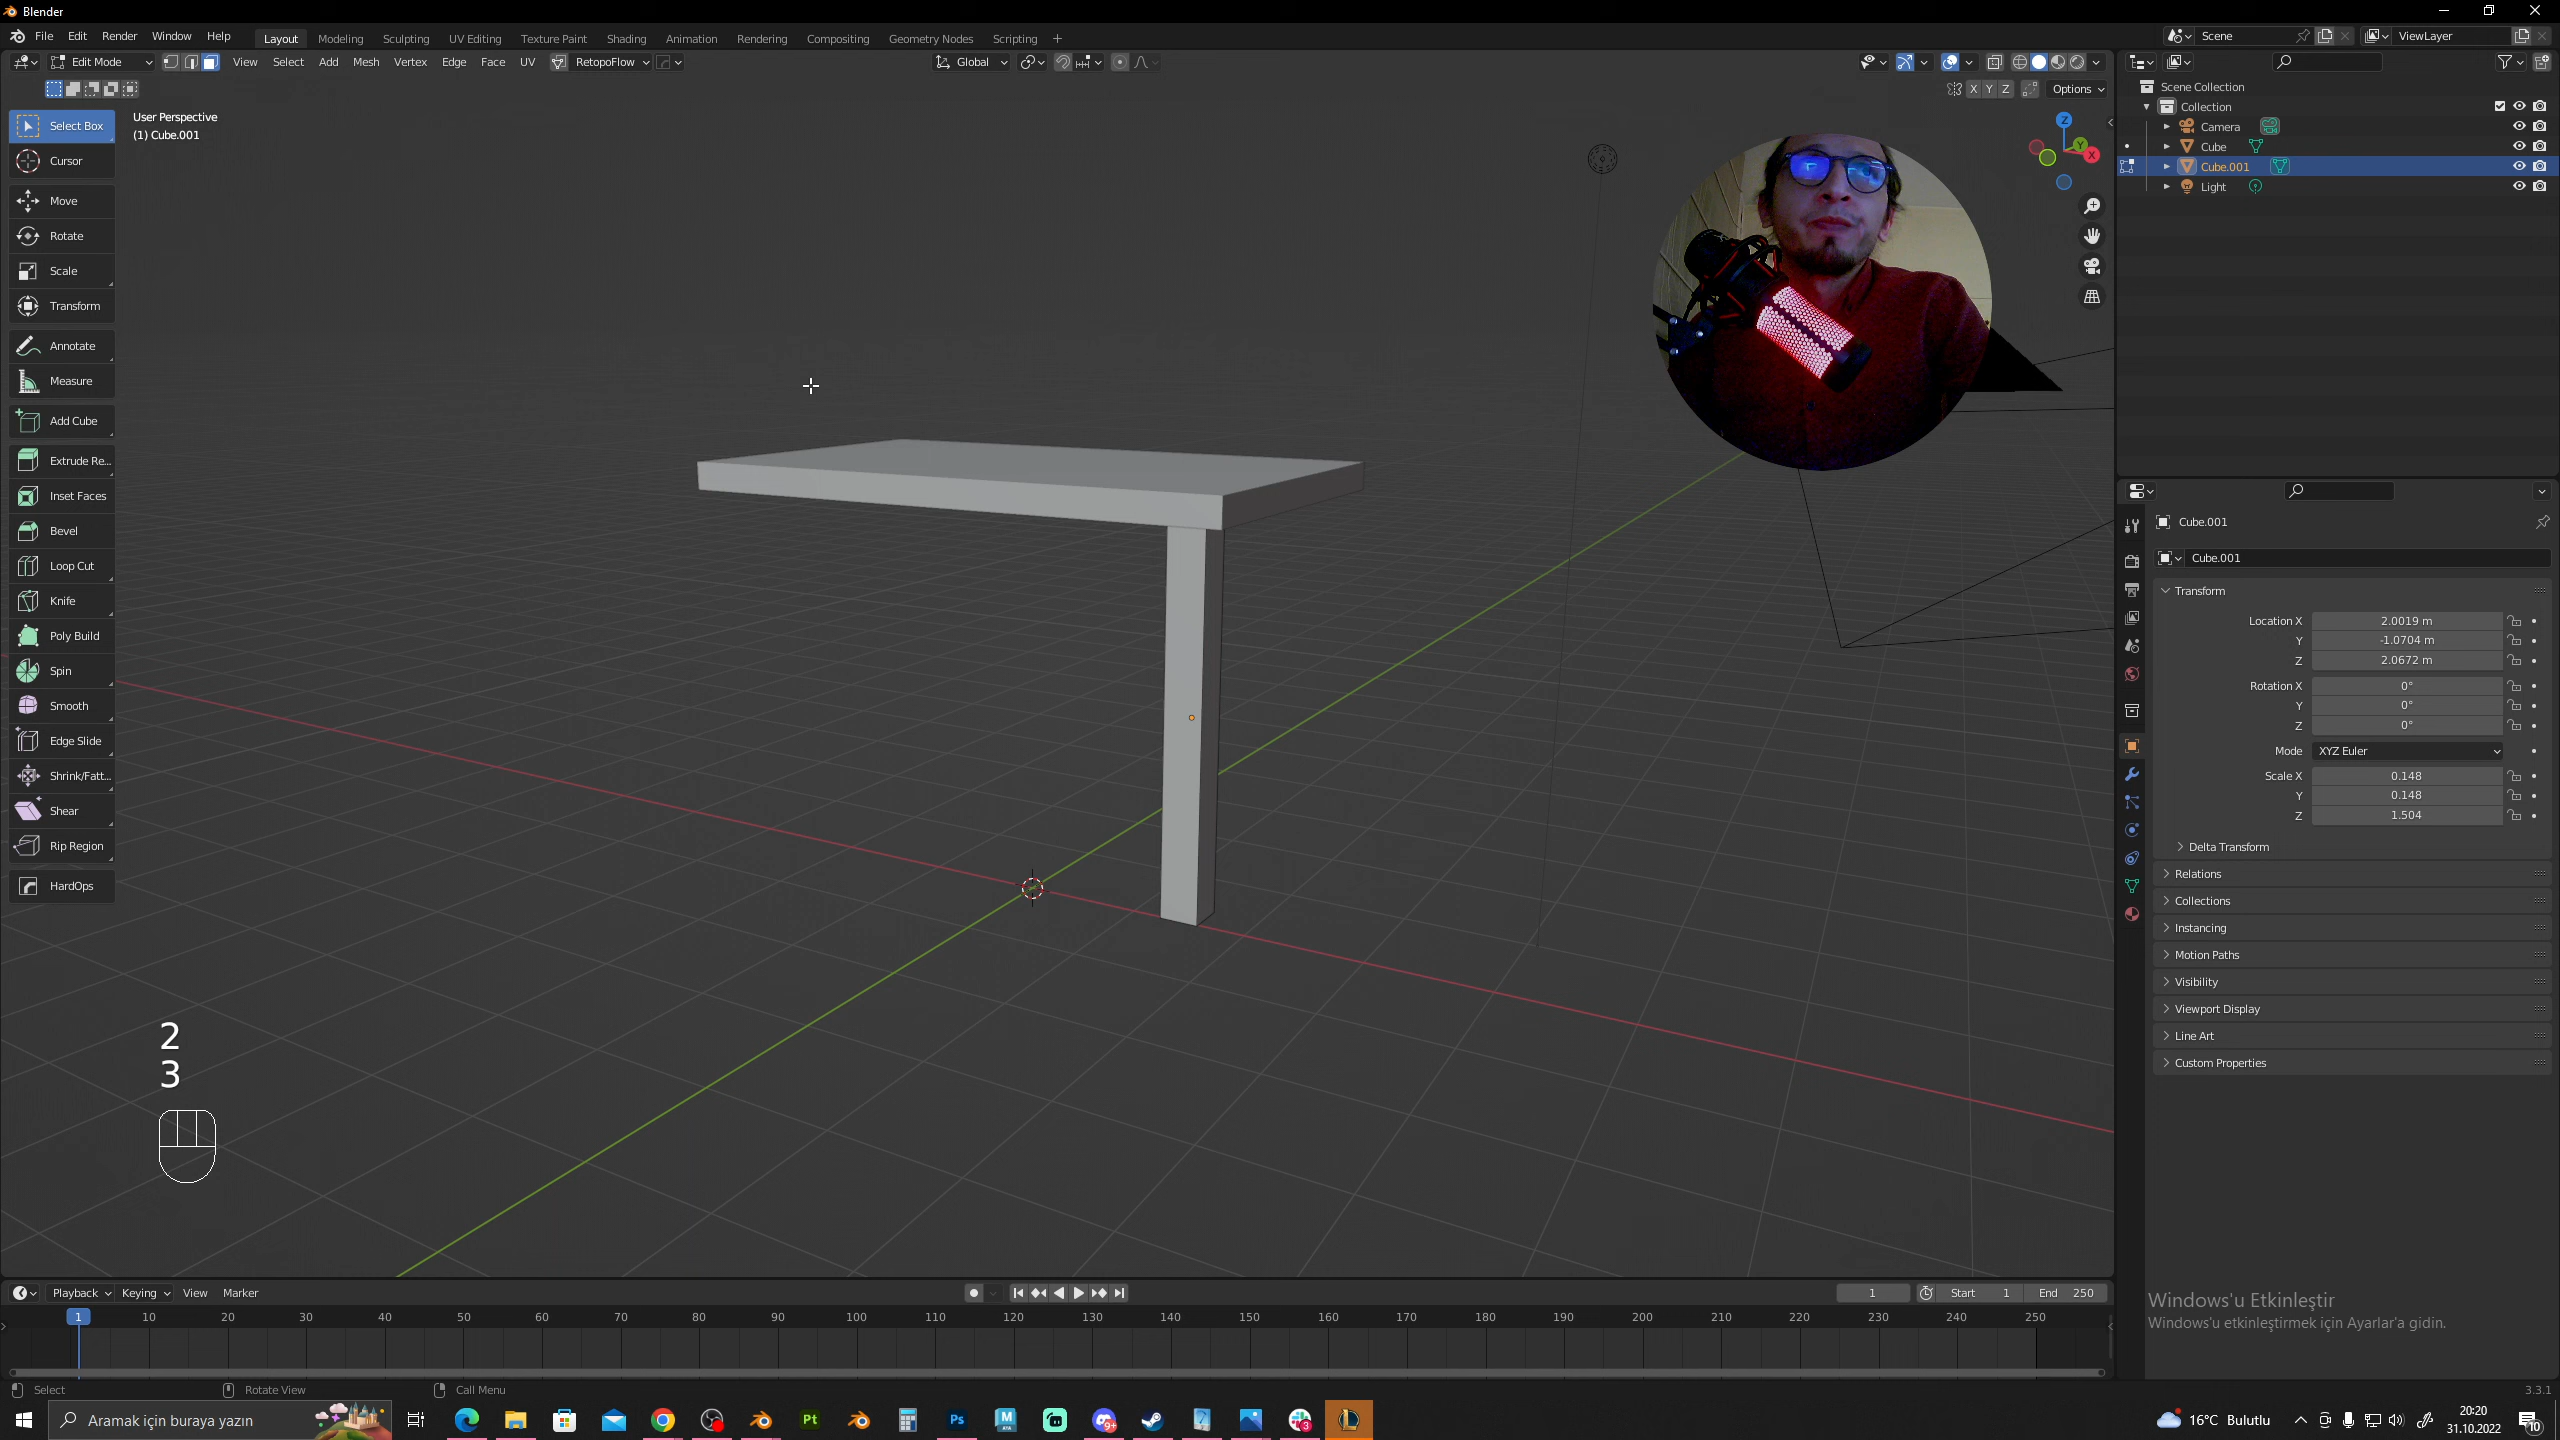 Blender
File Edit Render Window Help Layout Modeling Sculpting UV Editing Texture Paint Shading Animation Rendering Compositing Geometry Nodes Scripting + Scene ViewLayer
Edit Mode View Select Add Mesh Vertex Edge Face UV RetopoFlow Global
X Y Z Options
User Perspective
(1) Cube.001
Select Box
Cursor
Move
Rotate
Scale
Transform
Annotate
Measure
Add Cube
Extrude Re...
Inset Faces
Bevel
Loop Cut
Knife
Poly Build
Spin
Smooth
Edge Slide
Shrink/Fatt...
Shear
Rip Region
HardOps
2
3
Z
Y
X
Scene Collection
Collection
Camera
Cube
Cube.001
Light
Cube.001
Cube.001
Transform
Location X 2.0019 m
Y -1.0704 m
Z 2.0672 m
Rotation X 0°
Y 0°
Z 0°
Mode XYZ Euler
Scale X 0.148
Y 0.148
Z 1.504
Delta Transform
Relations
Collections
Instancing
Motion Paths
Visibility
Viewport Display
Line Art
Custom Properties
Windows'u Etkinleştir
Windows'u etkinleştirmek için Ayarlar'a gidin.
Playback Keying View Marker 1 Start 1 End 250
1 10 20 30 40 50 60 70 80 90 100 110 120 130 140 150 160 170 180 190 200 210 220 230 240 250
Select Rotate View Call Menu 3.3.1
Aramak için buraya yazın Pt Ps M 9+ 3 16°C Bulutlu 20:20
31.10.2022 10